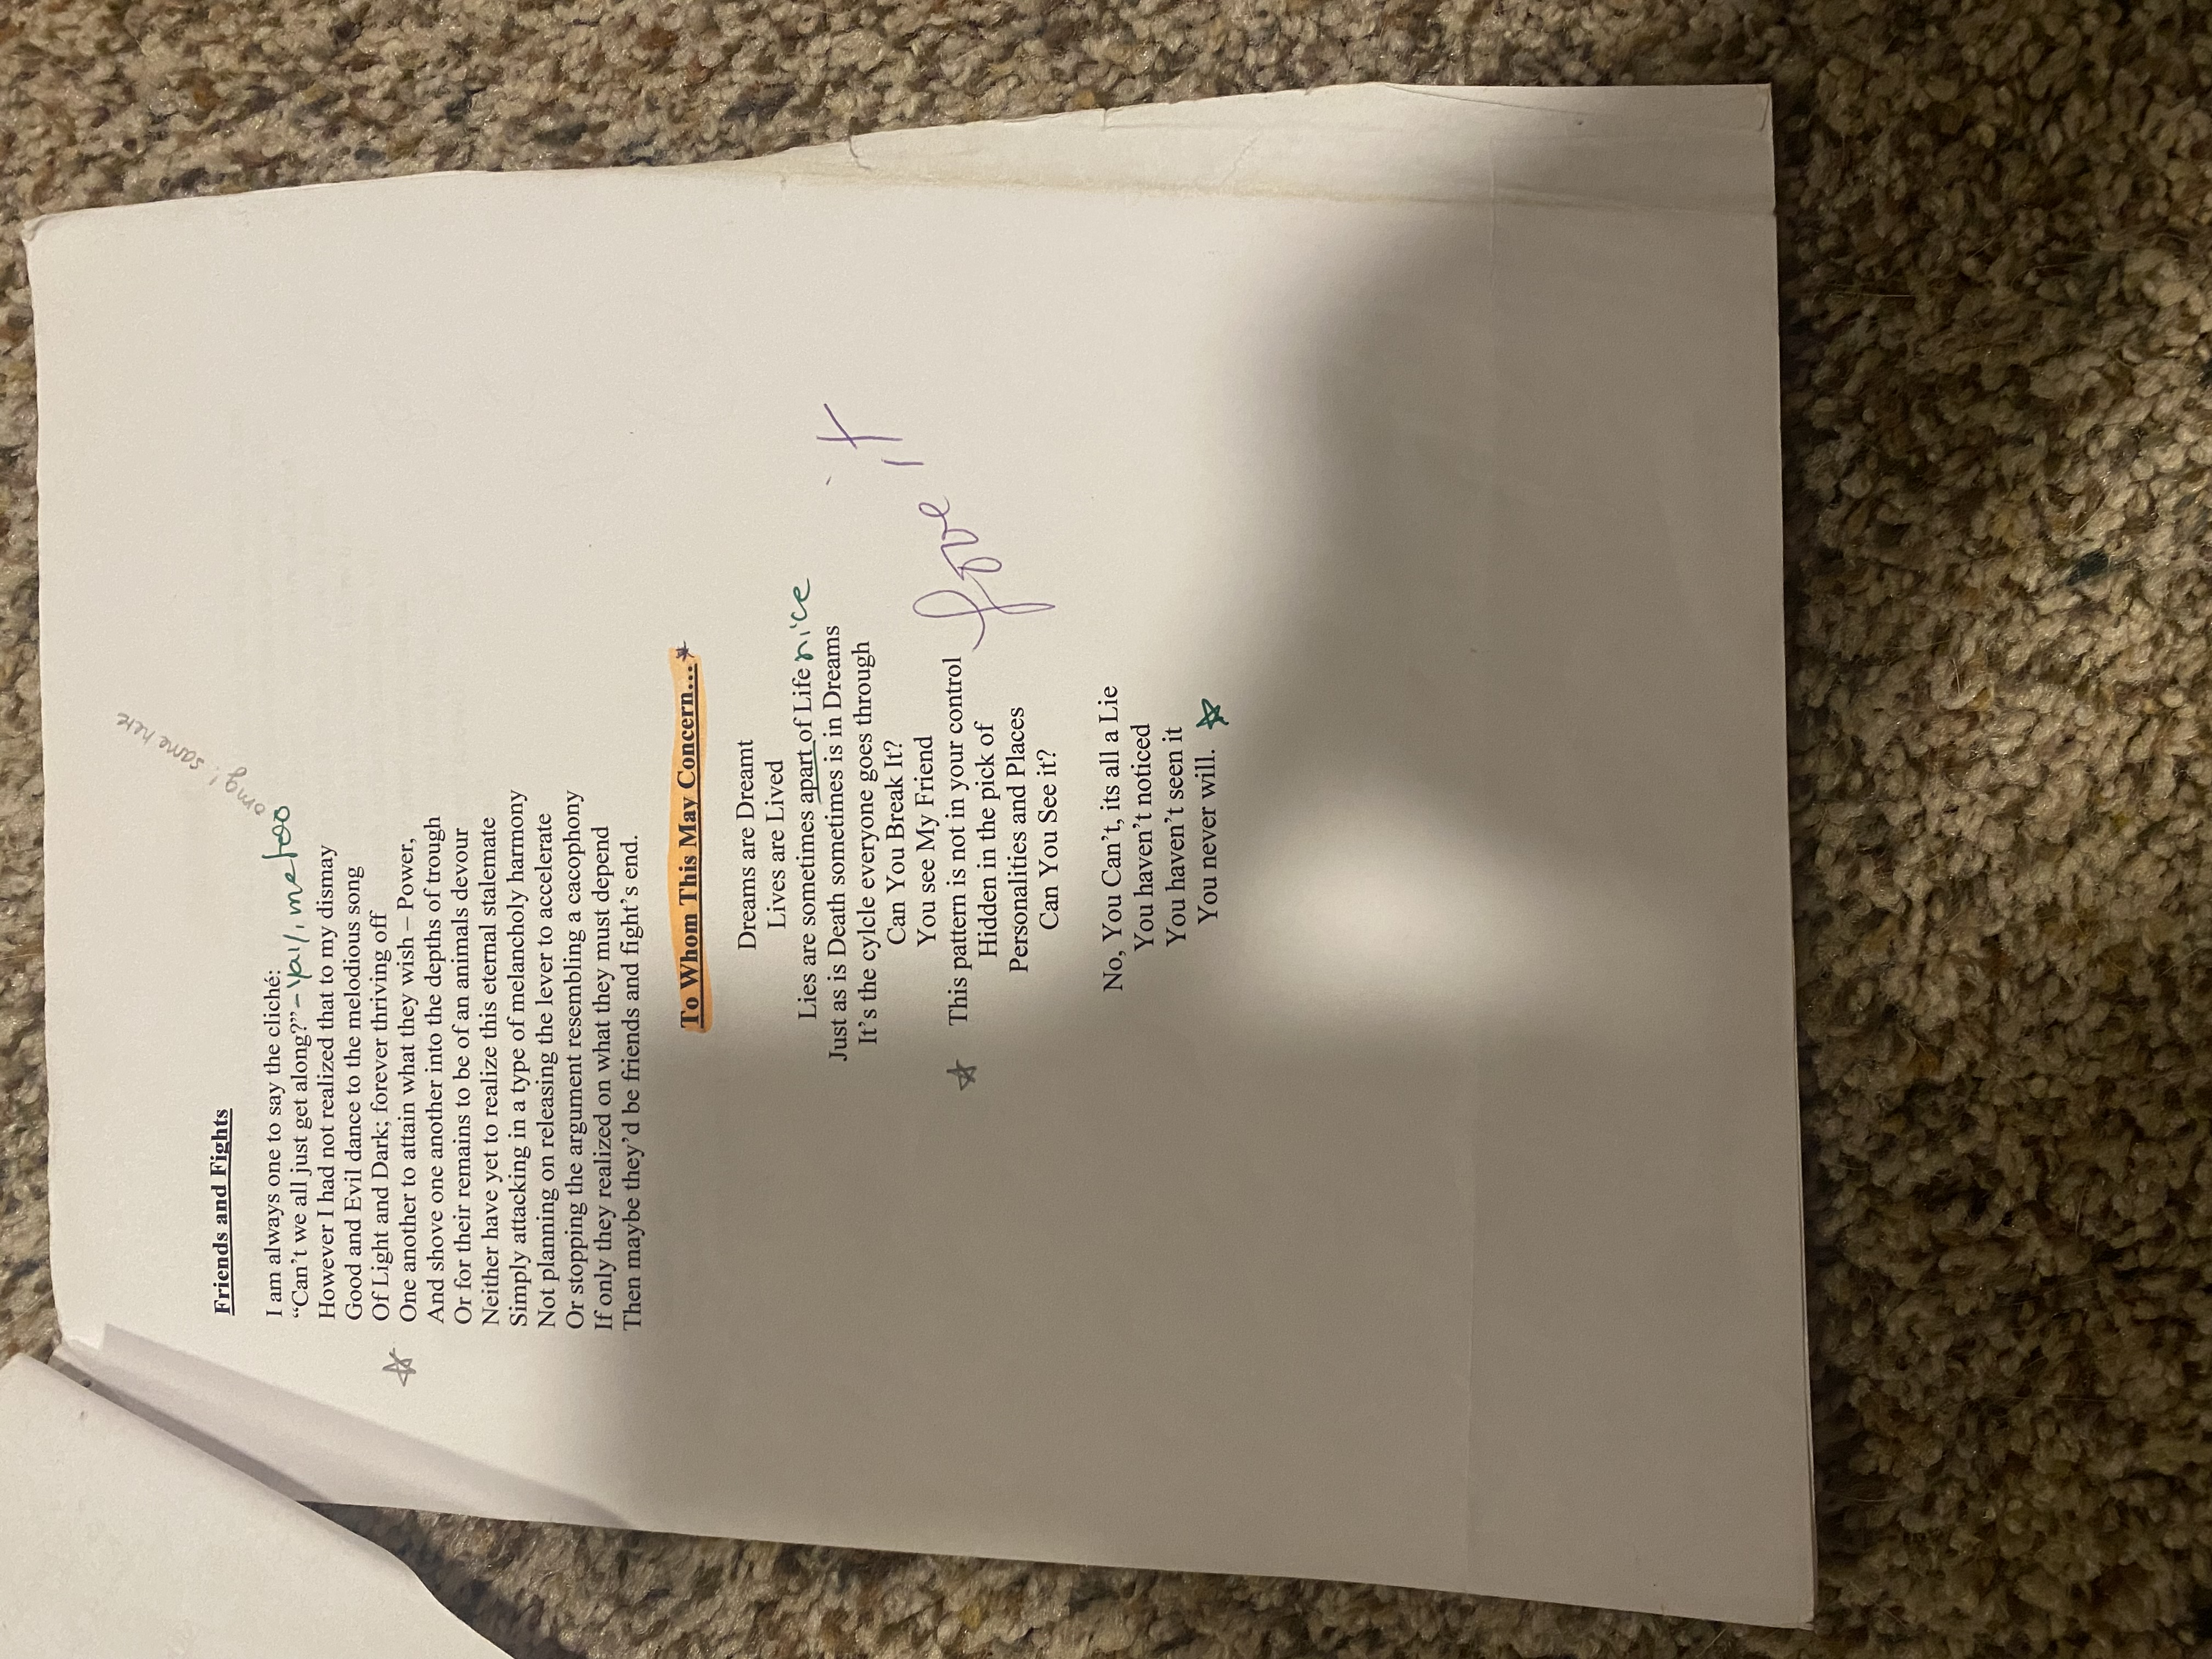 omg! same here
Friends and Fights
I am always one to say the cliché:
“Can’t we all just get along?” – yay, me too
However I had not realized that to my dismay
Good and Evil dance to the melodious song
Of Light and Dark; forever thriving off
One another to attain what they wish – Power,
And shove one another into the depths of trough
Or for their remains to be of an animals devour
Neither have yet to realize this eternal stalemate
Simply attacking in a type of melancholy harmony
Not planning on releasing the lever to accelerate
Or stopping the argument resembling a cacophony
If only they realized on what they must depend
Then maybe they’d be friends and fight’s end.
To Whom This May Concern…*
Dreams are Dreamt
Lives are Lived
Lies are sometimes apart of Life nice
Just as is Death sometimes is in Dreams
It’s the cylcle everyone goes through
Can You Break It?
You see My Friend
This pattern is not in your control
love it
Hidden in the pick of
Personalities and Places
Can You See it?
No, You Can’t, its all a Lie
You haven’t noticed
You haven’t seen it
You never will.